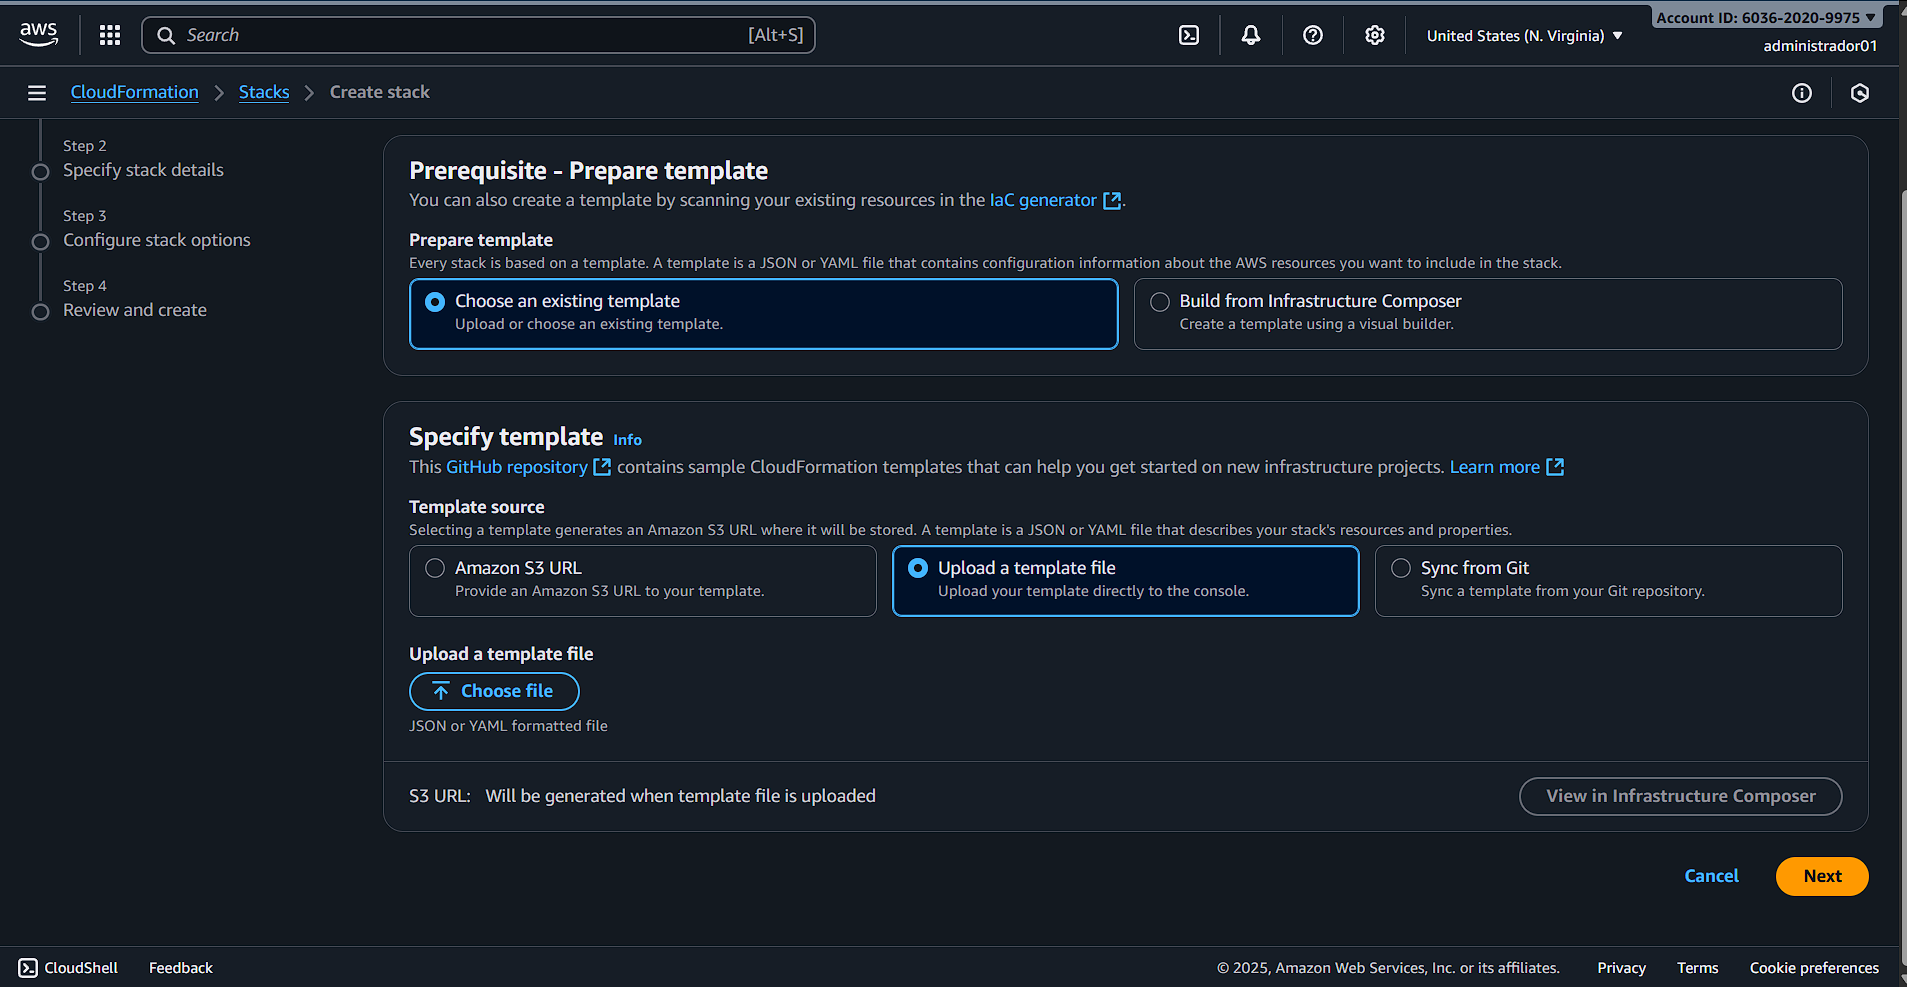 aws
Search [Alt+S]
United States (N. Virginia)
Account ID: 6036-2020-9975
administrador01
CloudFormation > Stacks > Create stack
Step 2
Specify stack details
Step 3
Configure stack options
Step 4
Review and create
Prerequisite - Prepare template
You can also create a template by scanning your existing resources in the IaC generator.
Prepare template
Every stack is based on a template. A template is a JSON or YAML file that contains configuration information about the AWS resources you want to include in the stack.
Choose an existing template
Upload or choose an existing template.
Build from Infrastructure Composer
Create a template using a visual builder.
Specify template Info
This GitHub repository contains sample CloudFormation templates that can help you get started on new infrastructure projects. Learn more
Template source
Selecting a template generates an Amazon S3 URL where it will be stored. A template is a JSON or YAML file that describes your stack's resources and properties.
Amazon S3 URL
Provide an Amazon S3 URL to your template.
Upload a template file
Upload your template directly to the console.
Sync from Git
Sync a template from your Git repository.
Upload a template file
Choose file
JSON or YAML formatted file
S3 URL: Will be generated when template file is uploaded
View in Infrastructure Composer
Cancel
Next
CloudShell Feedback © 2025, Amazon Web Services, Inc. or its affiliates. Privacy Terms Cookie preferences